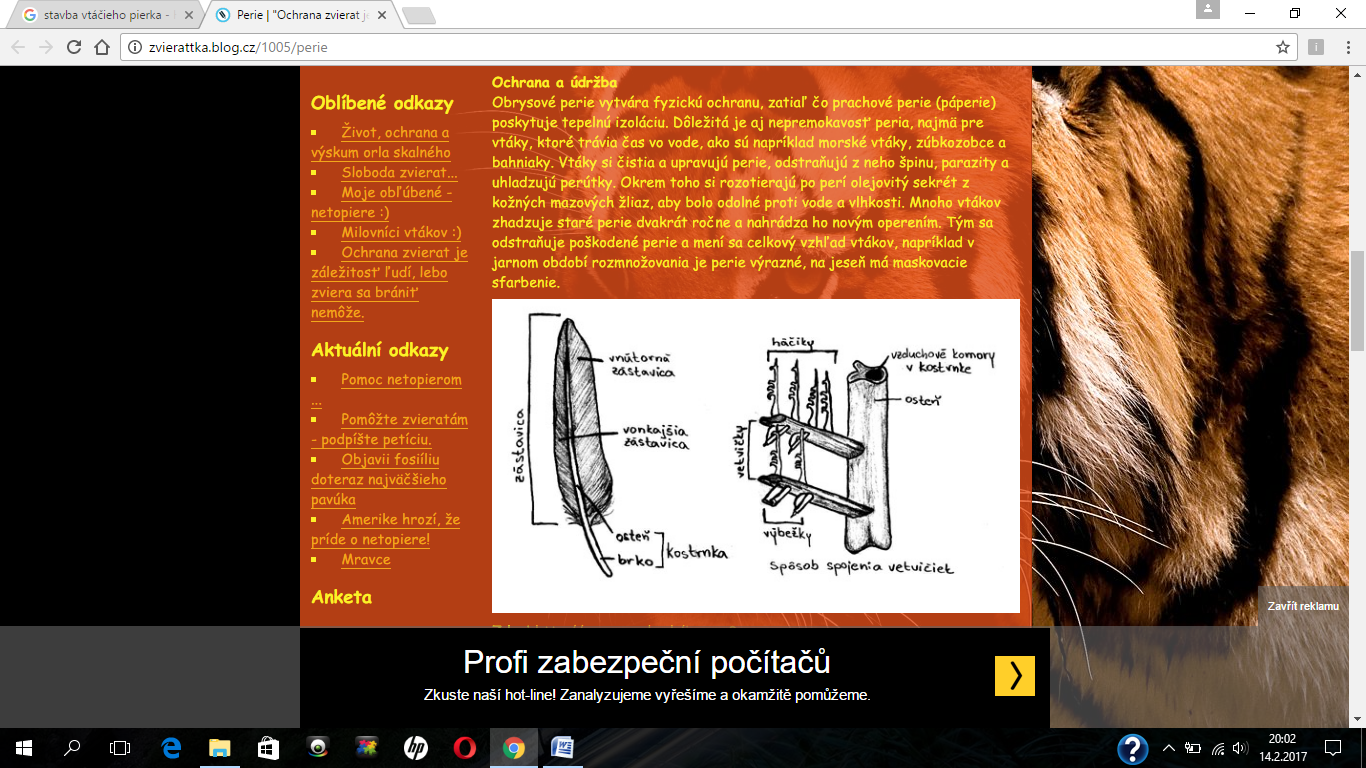 stavba vtáčieho pierka -
Perie | "Ochrana zvierat je
zvierattka.blog.cz/1005/perie
Oblíbené odkazy
Život, ochrana a
výskum orla skalného
Sloboda zvierat...
Moje obľúbené -
netopiere :)
Milovníci vtákov :)
Ochrana zvierat je
záležitosť ľudí, lebo
zviera sa brániť
nemôže.
Aktuální odkazy
Pomoc netopierom
...
Pomôžte zvieratám
- podpíšte petíciu.
Objavii fosiíliu
doteraz najväčšieho
pavúka
Amerike hrozí, že
príde o netopiere!
Mravce
Anketa
Ochrana a údržba
Obrysové perie vytvára fyzickú ochranu, zatiaľ čo prachové perie (páperie)
poskytuje tepelnú izoláciu. Dôležitá je aj nepremokavosť peria, najmä pre
vtáky, ktoré trávia čas vo vode, ako sú napríklad morské vtáky, zúbkozobce a
bahniaky. Vtáky si čistia a upravujú perie, odstraňujú z neho špinu, parazity a
uhladzujú perútky. Okrem toho si rozotierajú po perí olejovitý sekrét z
kožných mazových žliaz, aby bolo odolné proti vode a vlhkosti. Mnoho vtákov
zhadzuje staré perie dvakrát ročne a nahrádza ho novým operením. Tým sa
odstraňuje poškodené perie a mení sa celkový vzhľad vtákov, napríklad v
jarnom období rozmnožovania je perie výrazné, na jeseň má maskovacie
sfarbenie.
zástavica
vnútorná
zástavica
vonkajšia
zástavica
osteň
brko
kostrnka
háčiky
vetvičky
výbežky
vzduchové komory
v kostrnke
osteň
Spôsob spojenia vetvičiek
Zavřít reklamu
Profi zabezpeční počítačů
Zkuste naší hot-line! Zanalyzujeme vyřešíme a okamžitě pomůžeme.
hp
20:02
14.2.2017